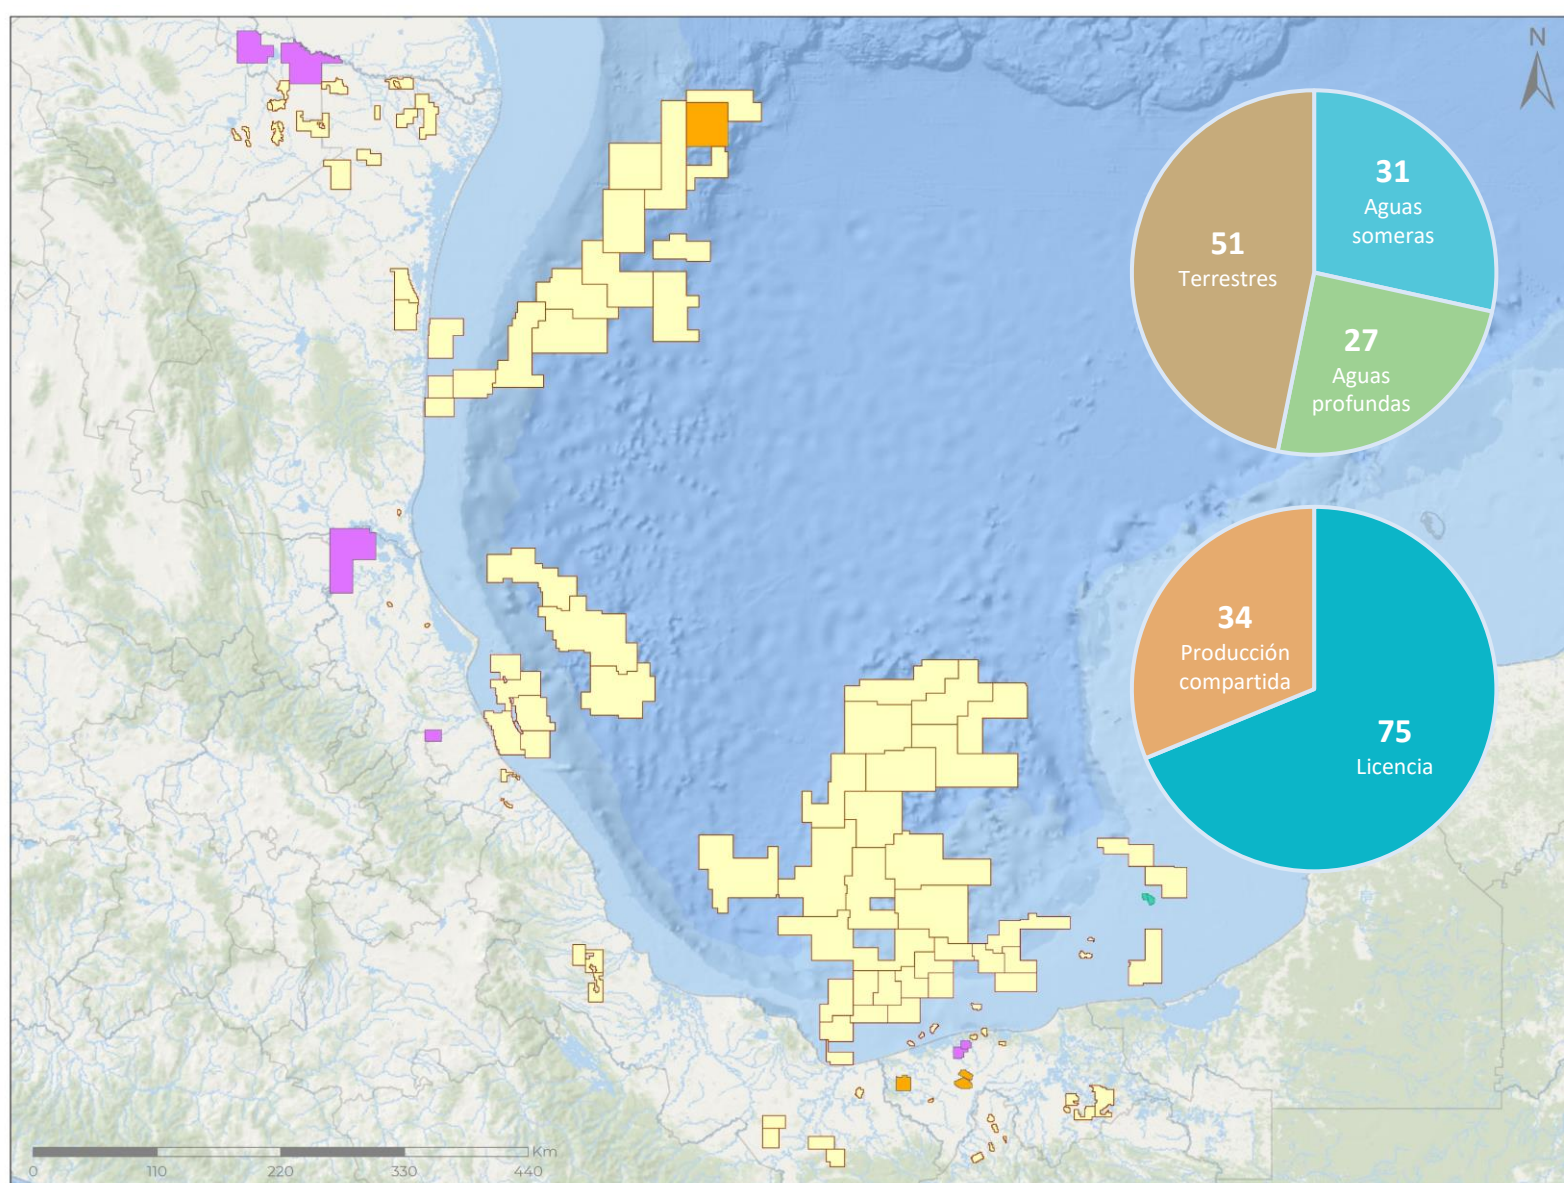 N
31
Aguas
someras
51
Terrestres
27
Aguas
profundas
34
Producción
compartida
75
Licencia
Km
0 110 220 330 440